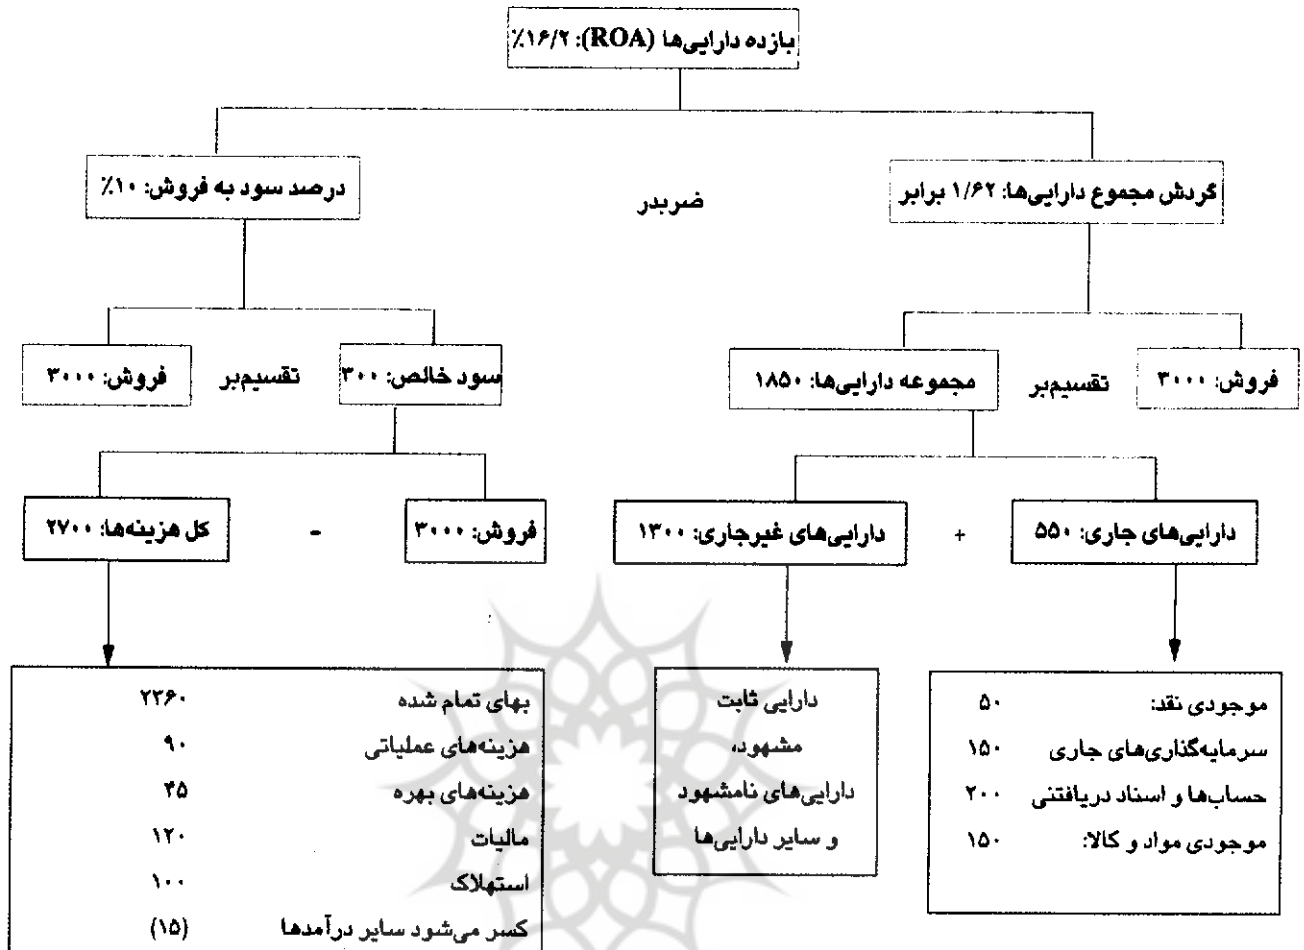 بازده دارایی‌ها (ROA): ۱۶/۲٪
گردش مجموع دارایی‌ها: ۱/۶۲ برابر
ضربدر
درصد سود به فروش: ۱۰٪
فروش: ۳۰۰۰
تقسیم‌بر
مجموعه دارایی‌ها: ۱۸۵۰
سود خالص: ۳۰۰
تقسیم‌بر
فروش: ۳۰۰۰
دارایی‌های جاری: ۵۵۰
+
دارایی‌های غیرجاری: ۱۳۰۰
فروش: ۳۰۰۰
-
کل هزینه‌ها: ۲۷۰۰
موجودی نقد: ۵۰
سرمایه‌گذاری‌های جاری ۱۵۰
حساب‌ها و اسناد دریافتنی ۲۰۰
موجودی مواد و کالا: ۱۵۰
دارایی ثابت
مشهود،
دارایی‌های نامشهود
و سایر دارایی‌ها
بهای تمام شده ۲۳۶۰
هزینه‌های عملیاتی ۹۰
هزینه‌های بهره ۴۵
مالیات ۱۲۰
استهلاک ۱۰۰
کسر می‌شود سایر درآمدها (۱۵)